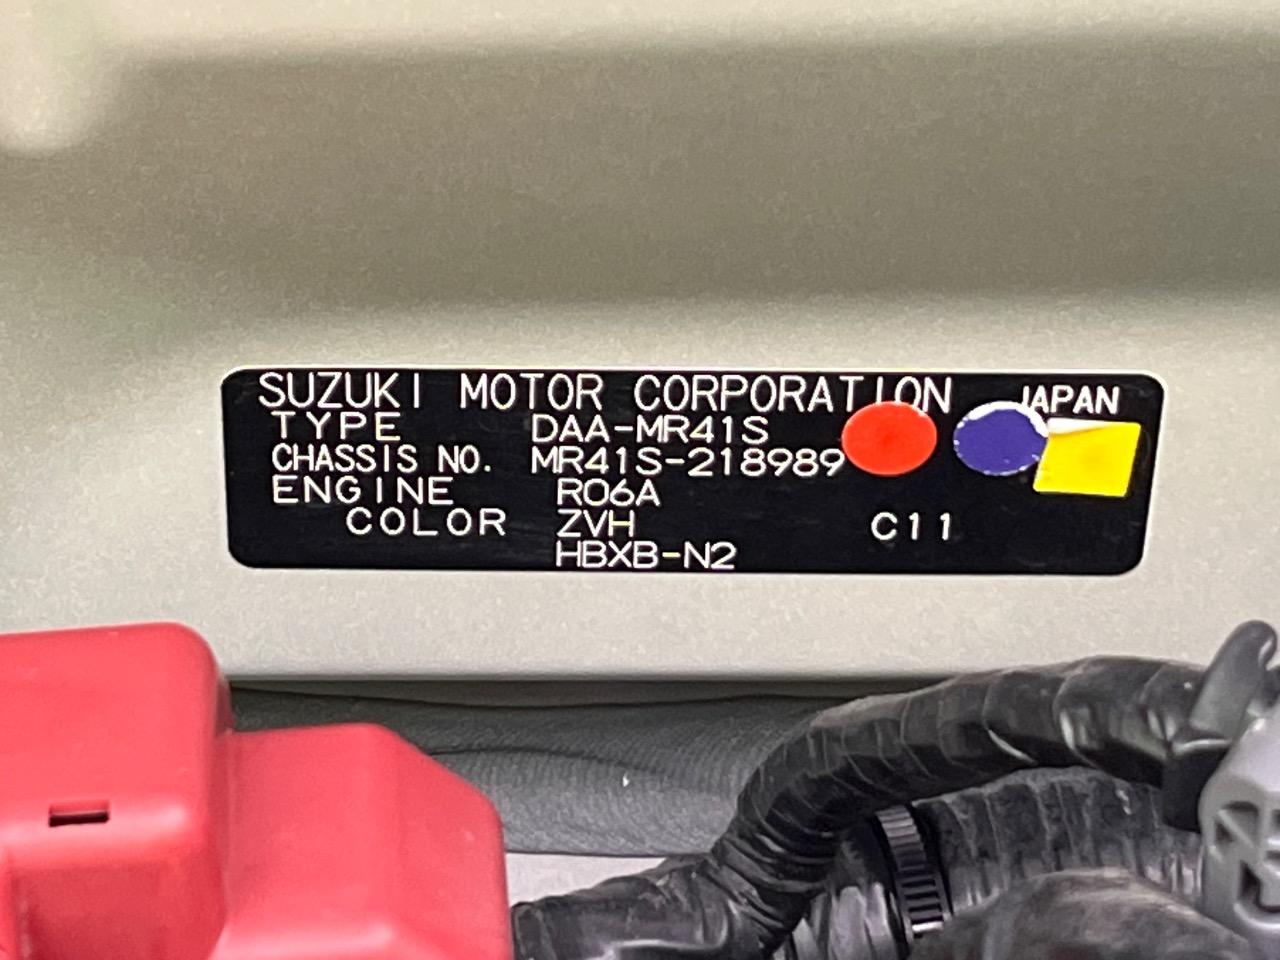 SUZUKI MOTOR CORPORATION JAPAN
TYPE DAA-MR41S
CHASSIS NO. MR41S-218989
ENGINE R06A
COLOR ZVH C11
HBXB-N2